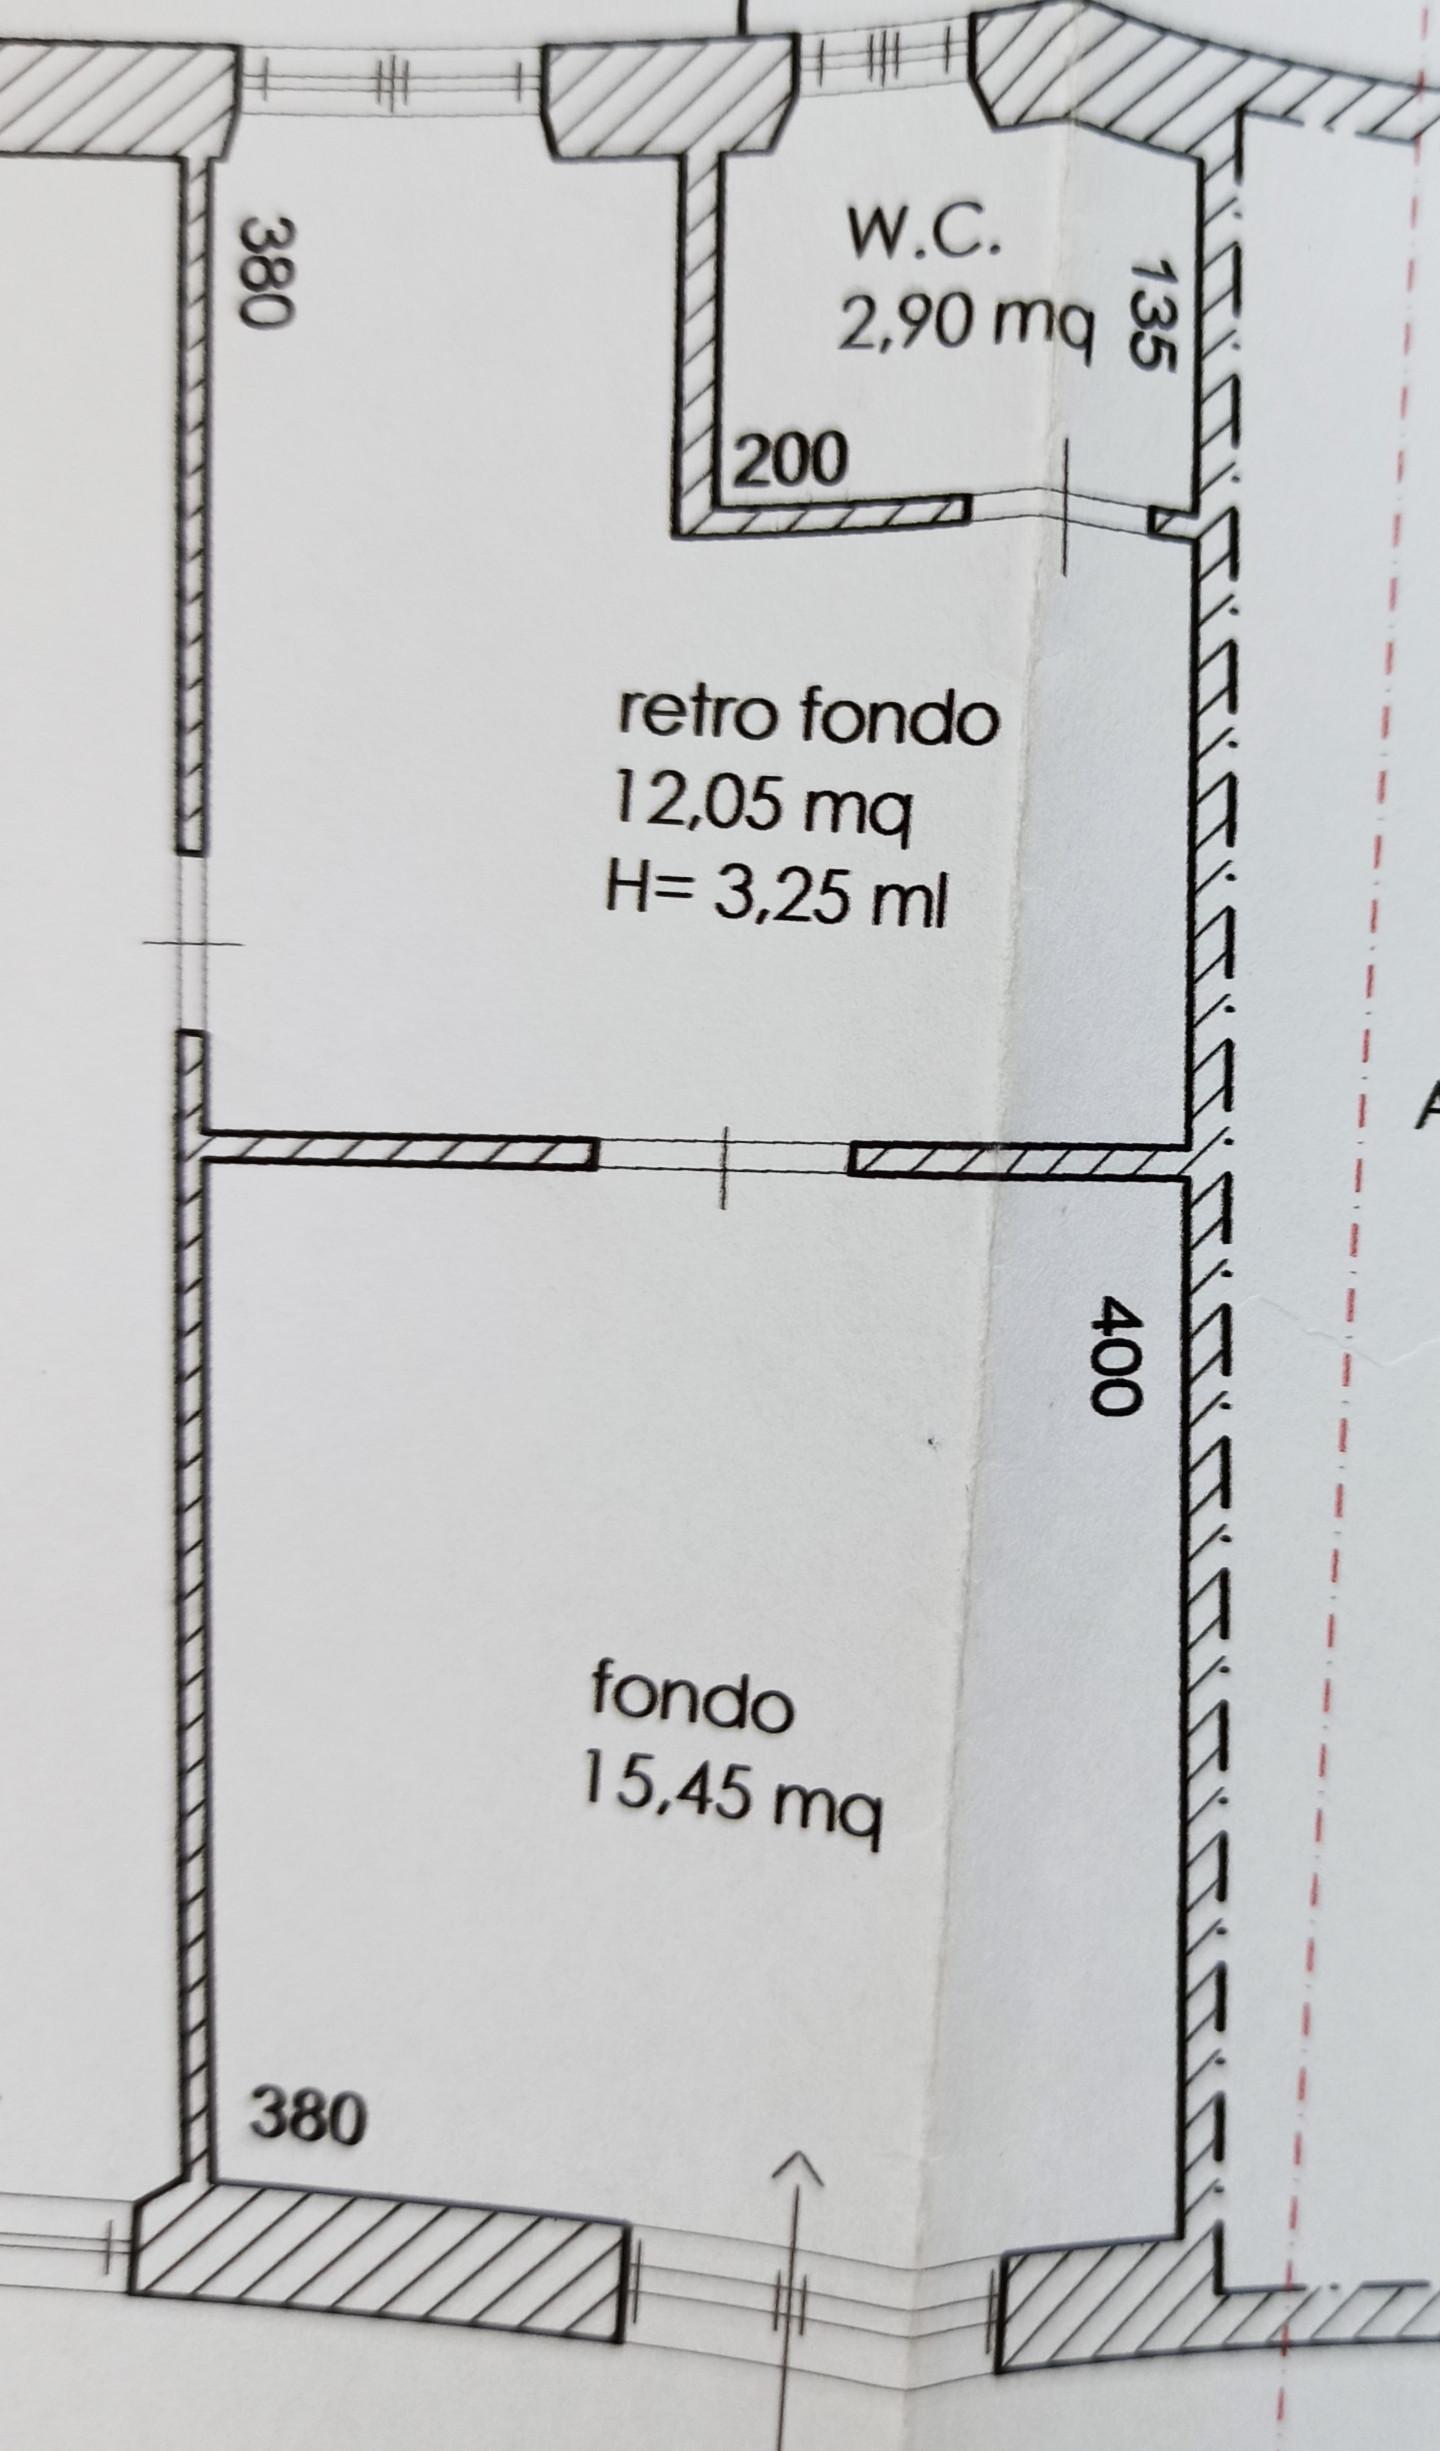 380
W.C.
2,90 mq
135
200
retro fondo
12,05 mq
H= 3,25 ml
A
400
fondo
15,45 mq
380